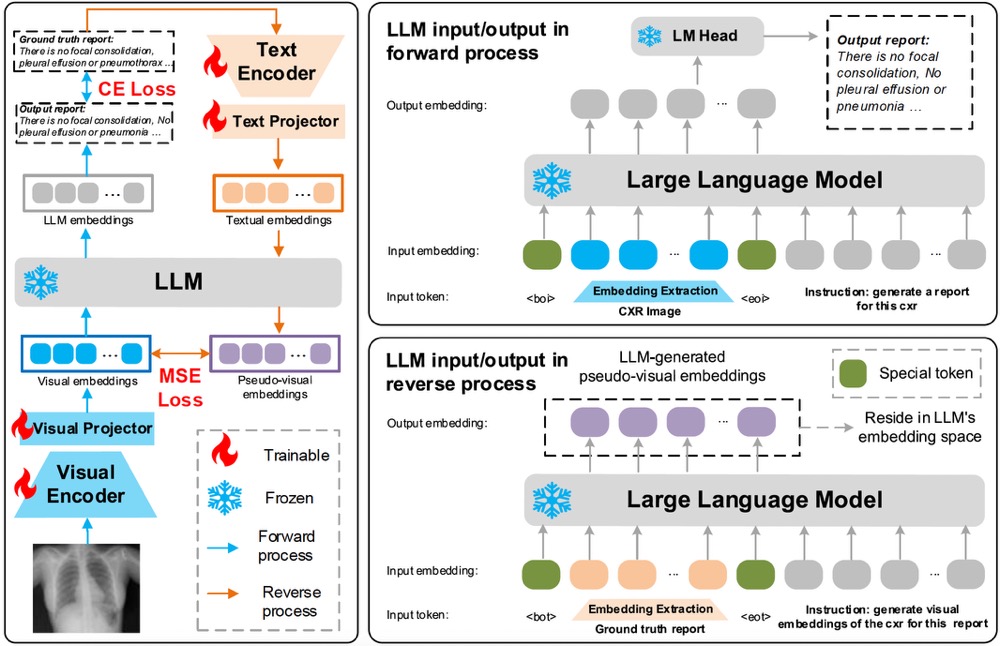 Ground truth report:
There is no focal consolidation,
pleural effusion or pneumothorax ...
CE Loss
Output report:
There is no focal consolidation, No
pleural effusion or pneumonia ...
Text
Encoder
Text Projector
...
LLM embeddings
...
Textual embeddings
LLM
...
Visual embeddings
MSE
Loss
...
Pseudo-visual
embeddings
Visual Projector
Visual
Encoder
Trainable
Frozen
Forward
process
Reverse
process
LLM input/output in
forward process
LM Head
Output report:
There is no focal
consolidation, No
pleural effusion or
pneumonia ...
Output embedding:
...
Large Language Model
Input embedding:
...
...
Input token:
<boi>
Embedding Extraction
CXR Image
<eoi>
Instruction: generate a report
for this cxr
LLM input/output in
reverse process
LLM-generated
pseudo-visual embeddings
Special token
Output embedding:
...
Reside in LLM's
embedding space
Large Language Model
Input embedding:
...
...
Input token:
<bot>
Embedding Extraction
Ground truth report
<eot>
Instruction: generate visual
embeddings of the cxr for this report